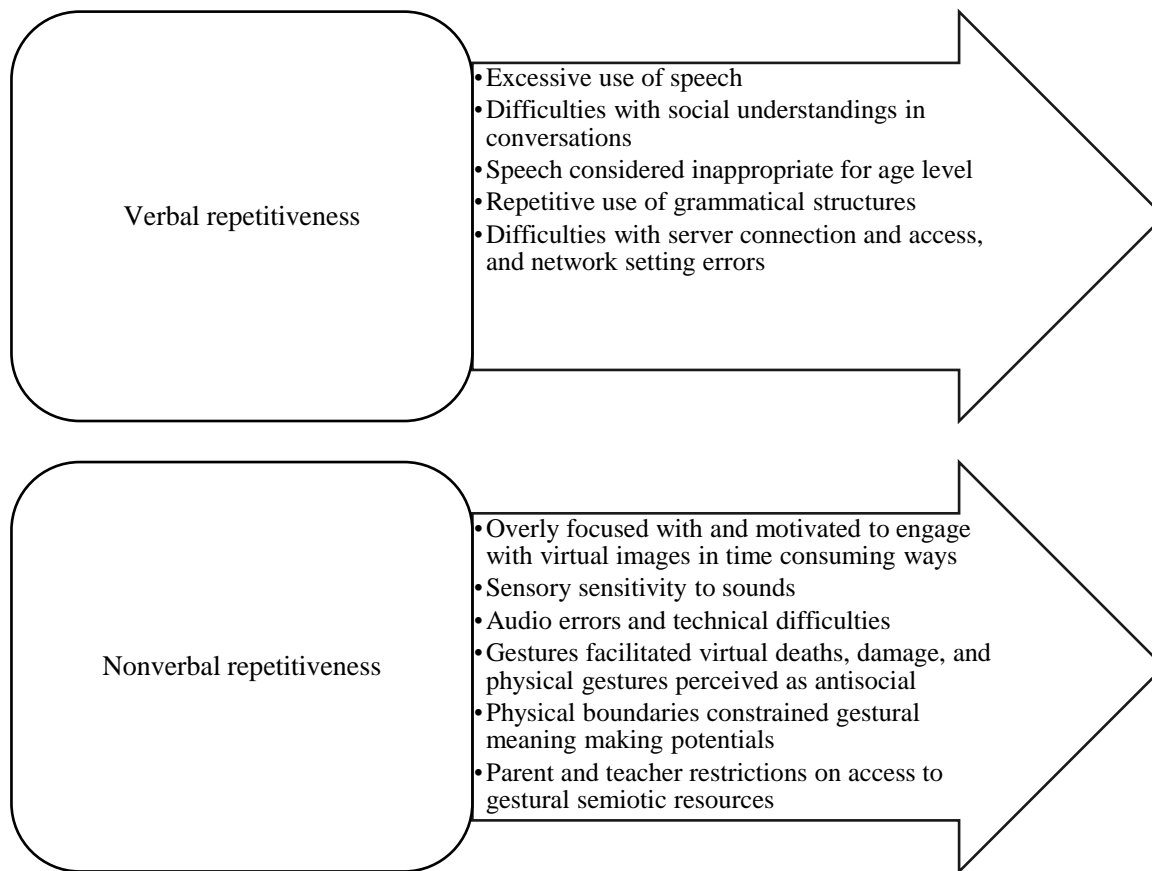 Verbal repetitiveness
•Excessive use of speech
•Difficulties with social understandings in
conversations
•Speech considered inappropriate for age level
•Repetitive use of grammatical structures
•Difficulties with server connection and access,
and network setting errors
Nonverbal repetitiveness
•Overly focused with and motivated to engage
with virtual images in time consuming ways
•Sensory sensitivity to sounds
•Audio errors and technical difficulties
•Gestures facilitated virtual deaths, damage, and
physical gestures perceived as antisocial
•Physical boundaries constrained gestural
meaning making potentials
•Parent and teacher restrictions on access to
gestural semiotic resources